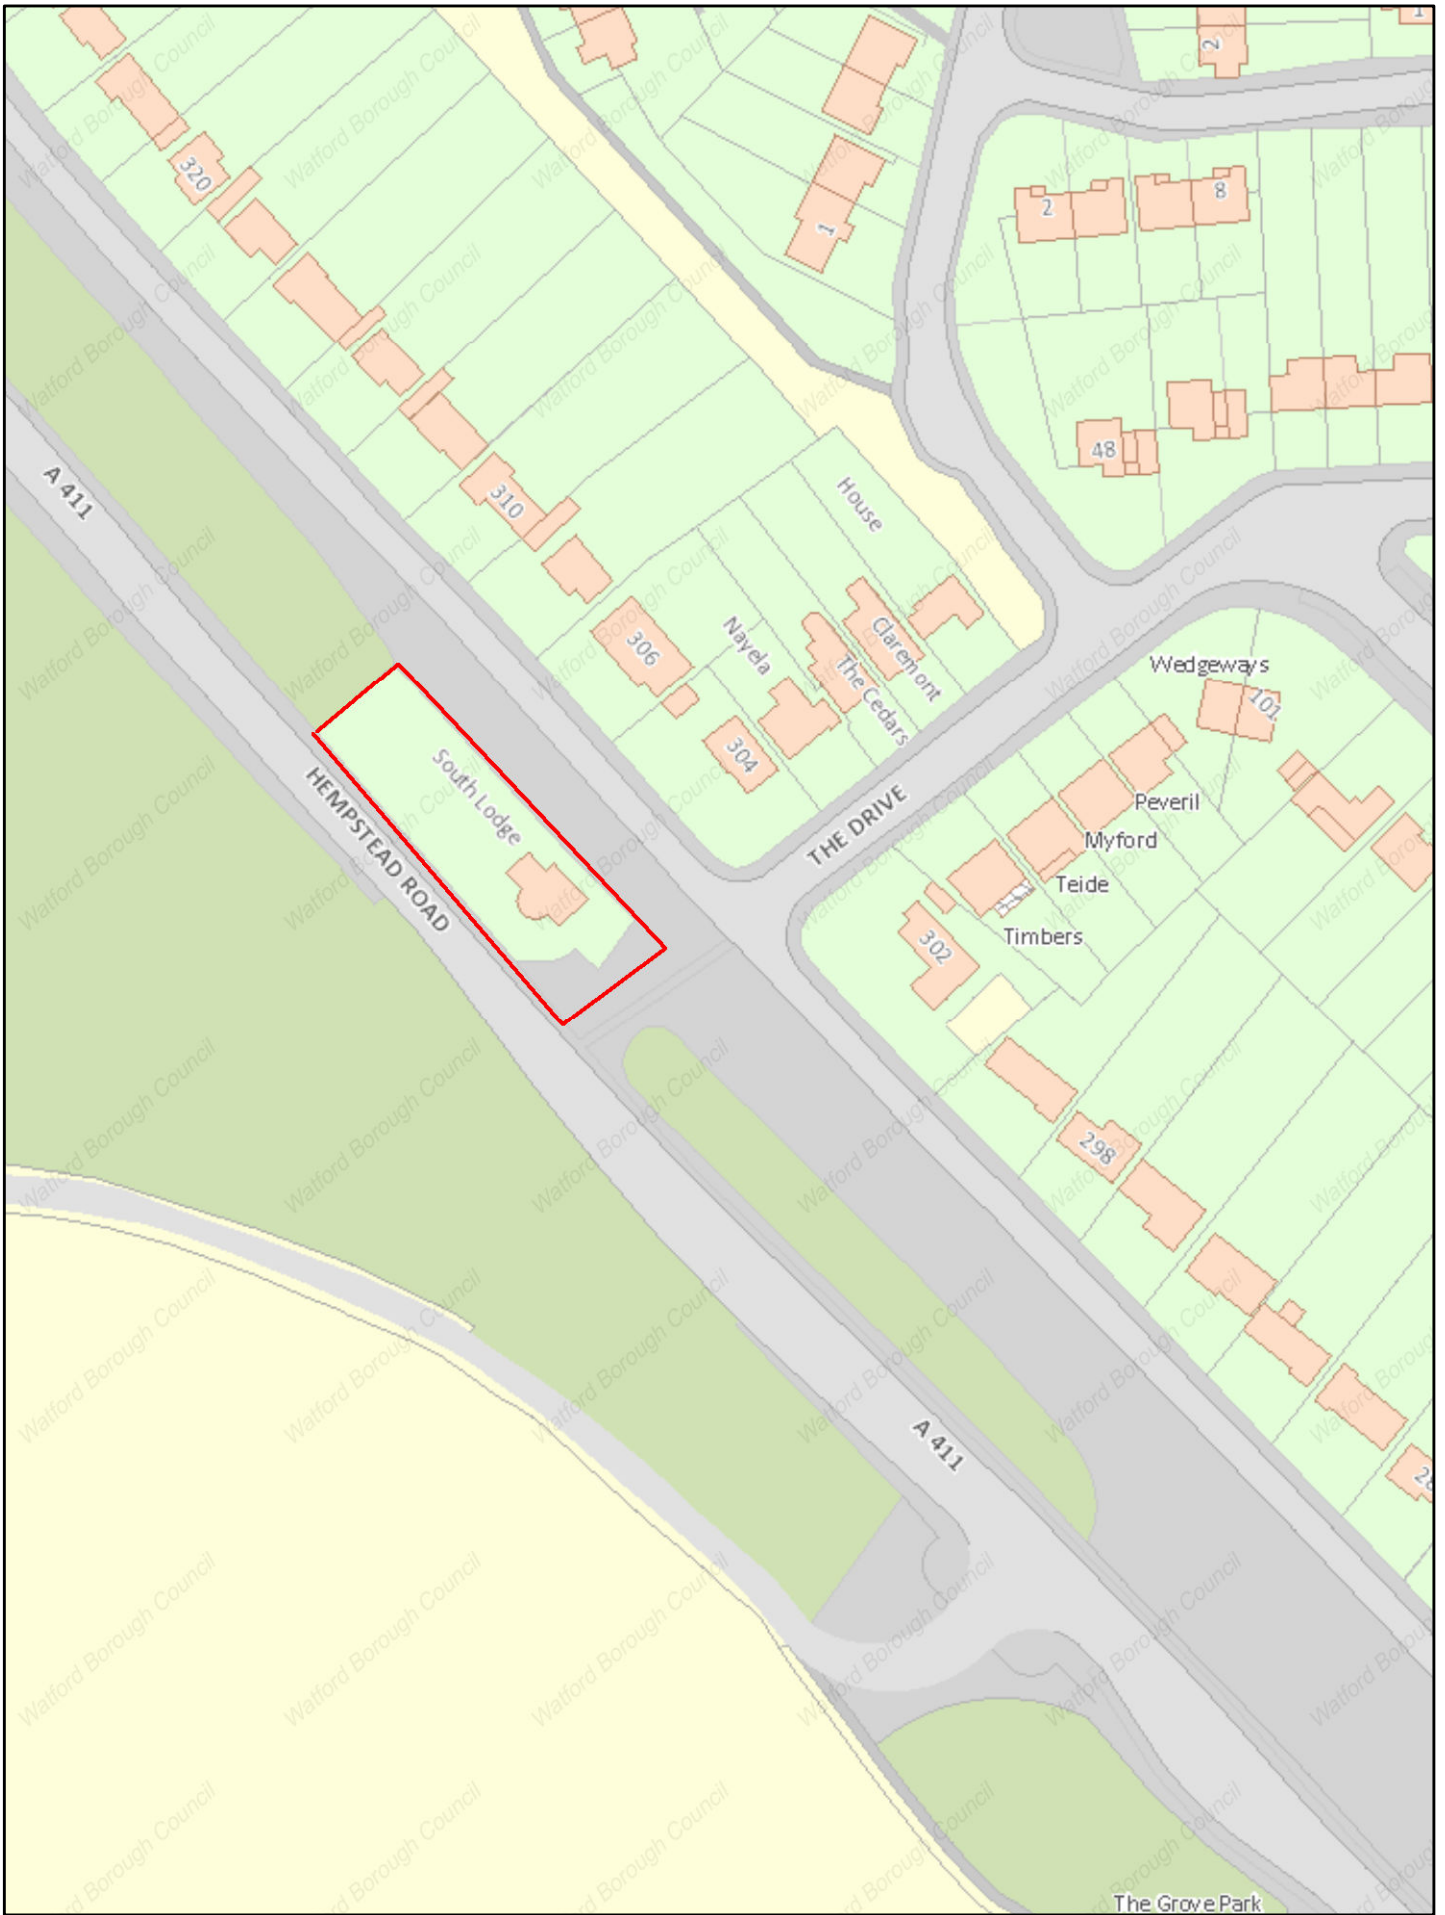 1
2
320
1
2
8
A 411
48
310
House
306
Nayela
Claremont
The Cedars
Wedgeways
101
304
South Lodge
HEMPSTEAD ROAD
THE DRIVE
Peveril
Myford
Teide
Timbers
302
298
A 411
The Grove Park
Watford Borough Council